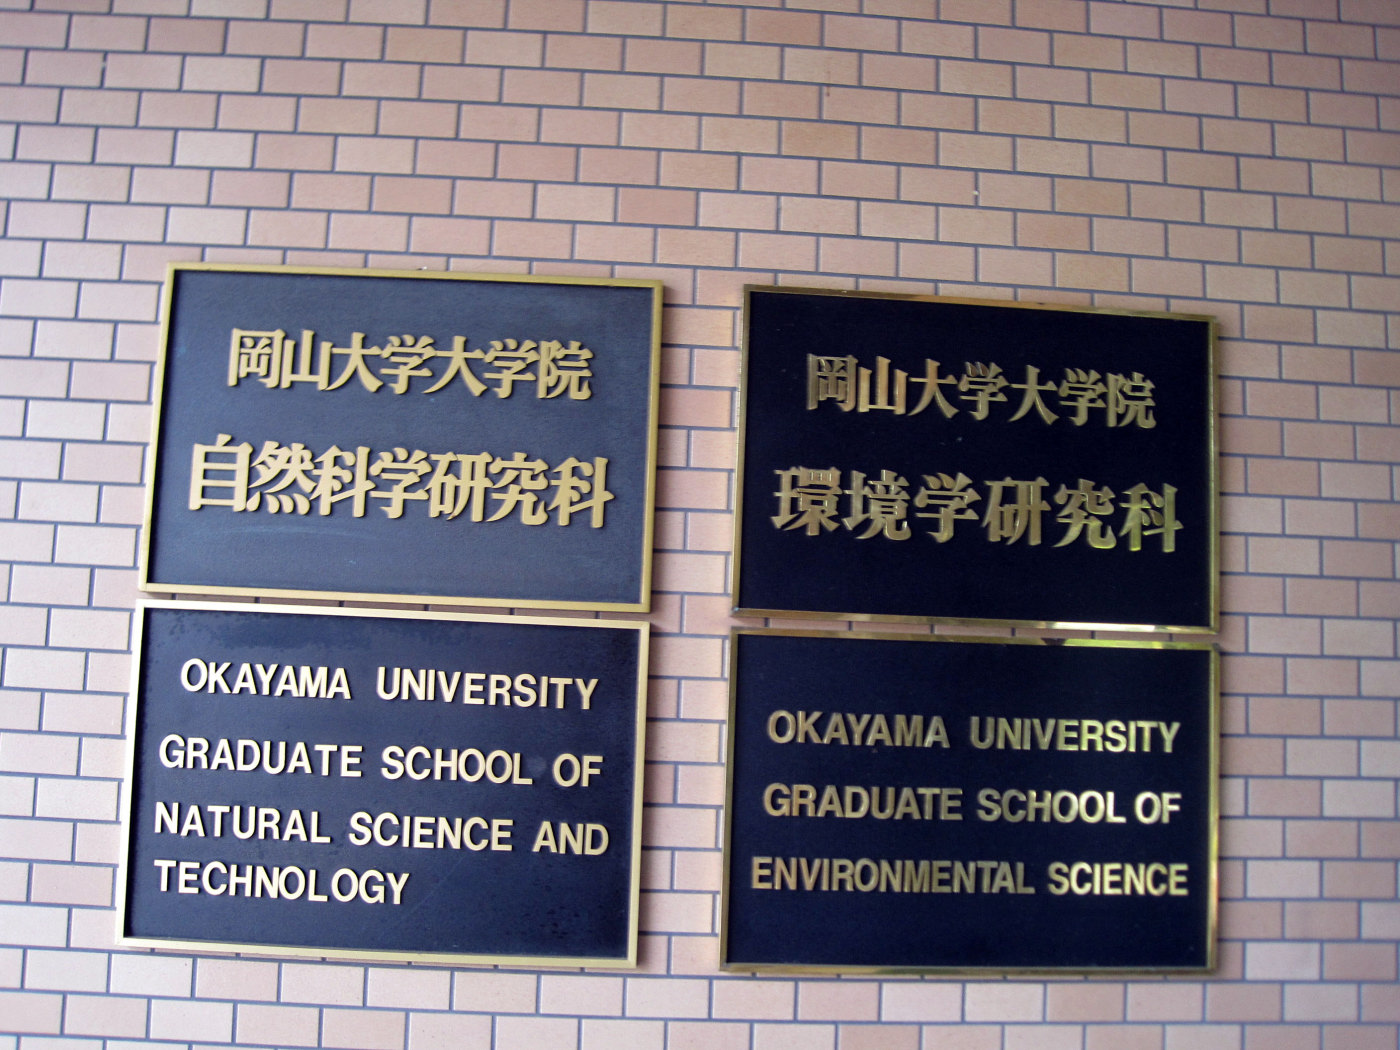 岡山大学大学院
自然科学研究科
OKAYAMA UNIVERSITY
GRADUATE SCHOOL OF
NATURAL SCIENCE AND
TECHNOLOGY
岡山大学大学院
環境学研究科
OKAYAMA UNIVERSITY
GRADUATE SCHOOL OF
ENVIRONMENTAL SCIENCE